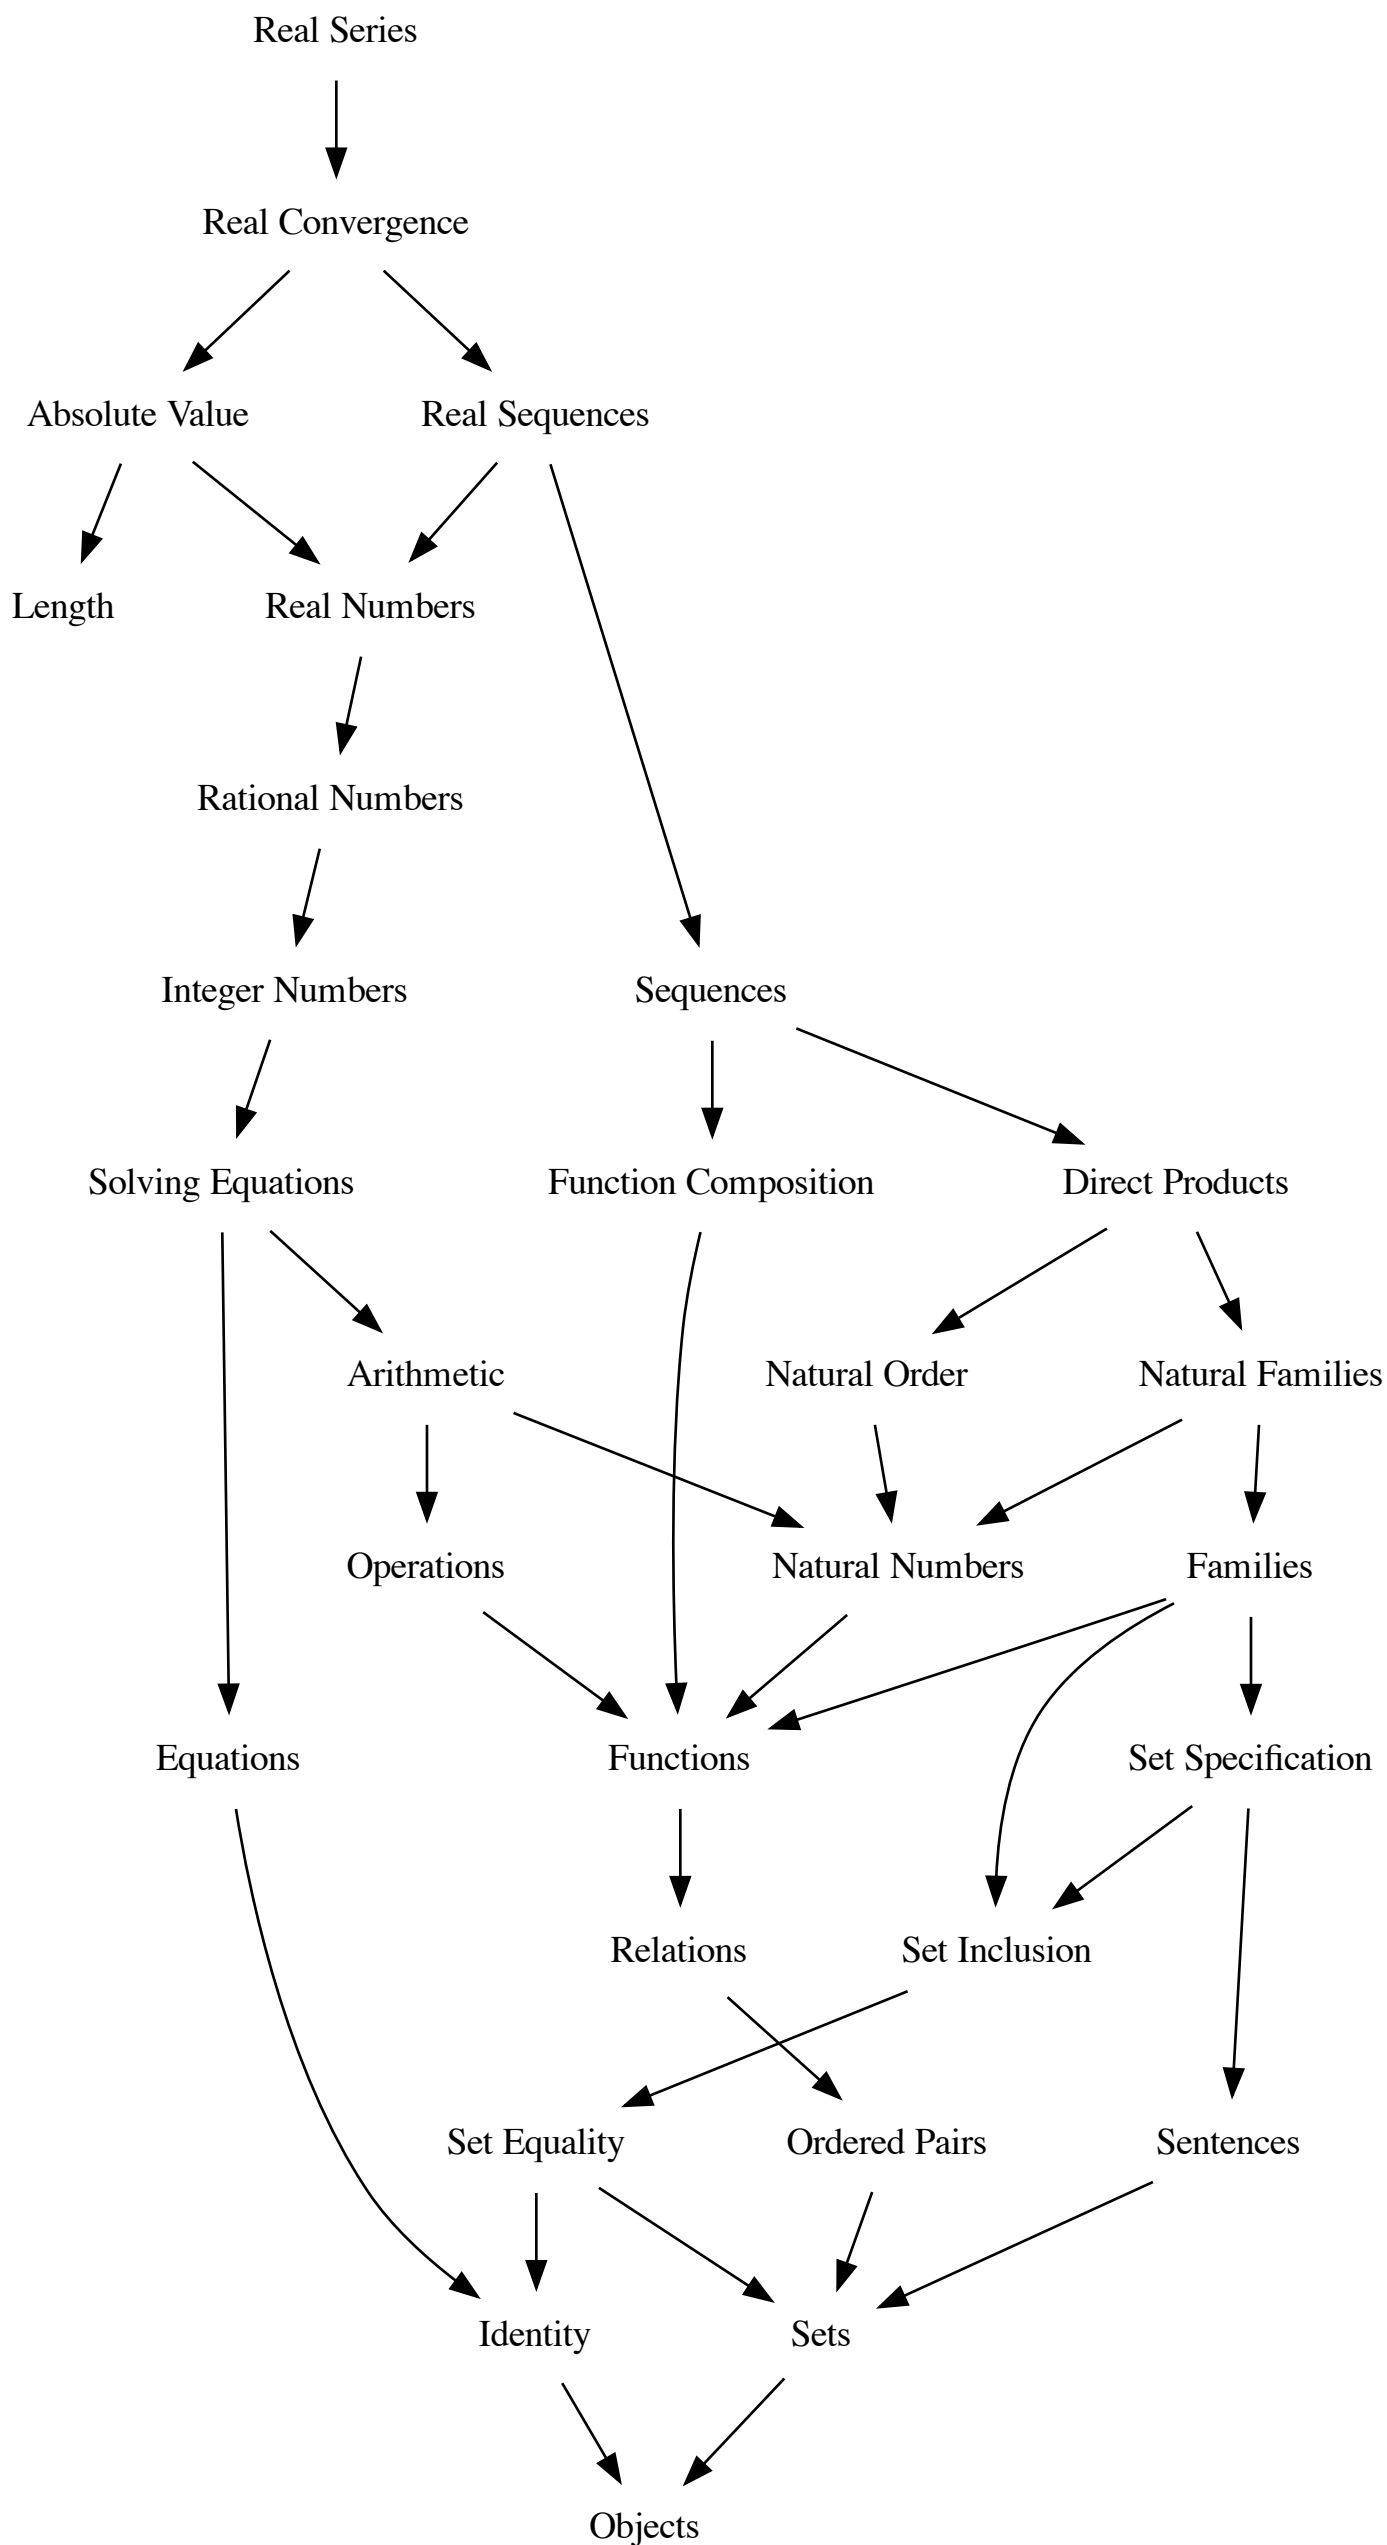 Real Series
Real Convergence
Absolute Value
Real Sequences
Length
Real Numbers
Rational Numbers
Integer Numbers
Sequences
Solving Equations
Function Composition
Direct Products
Arithmetic
Natural Order
Natural Families
Operations
Natural Numbers
Families
Equations
Functions
Set Specification
Relations
Set Inclusion
Set Equality
Ordered Pairs
Sentences
Identity
Sets
Objects